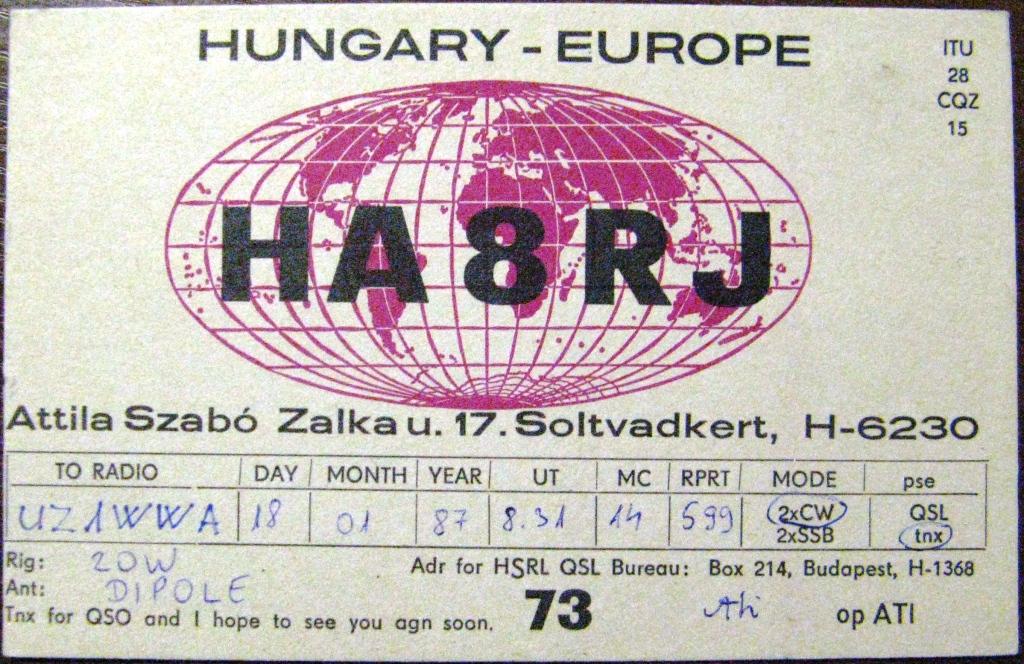 HUNGARY - EUROPE
ITU
28
CQZ
15
HA8RJ
Attila Szabó Zalka u. 17. Soltvadkert, H-6230
TO RADIO DAY MONTH YEAR UT MC RPRT MODE pse
UZ1WWA 18 01 87 8.31 14 599 2xCW QSL
2xSSB tnx
Rig: 20W Adr for HSRL QSL Bureau: Box 214, Budapest, H-1368
Ant: DIPOLE
Tnx for QSO and I hope to see you agn soon. 73 Ati op ATI